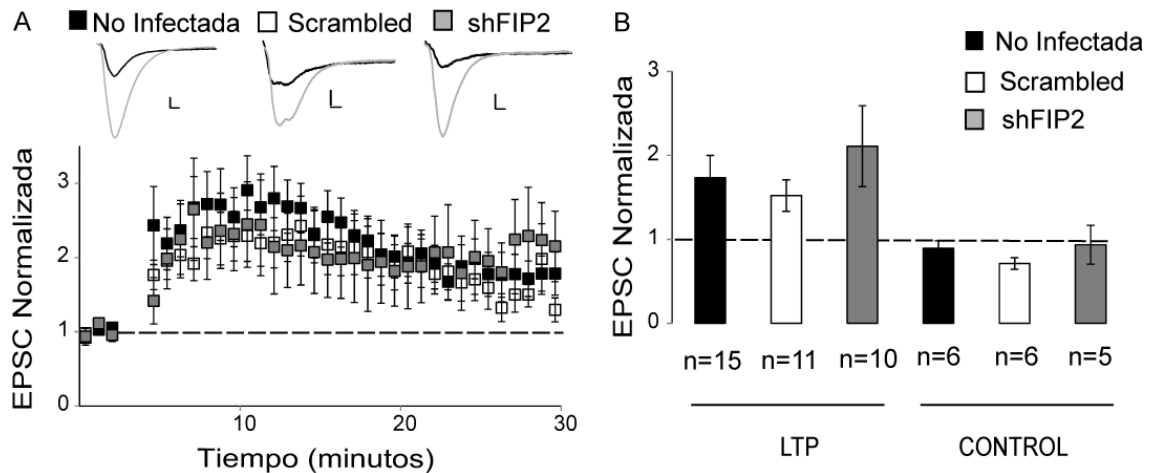 A
No Infectada
Scrambled
shFIP2
EPSC Normalizada
3
2
1
0
10
20
30
Tiempo (minutos)
B
No Infectada
Scrambled
shFIP2
EPSC Normalizada
3
2
1
0
n=15
n=11
n=10
n=6
n=6
n=5
LTP
CONTROL